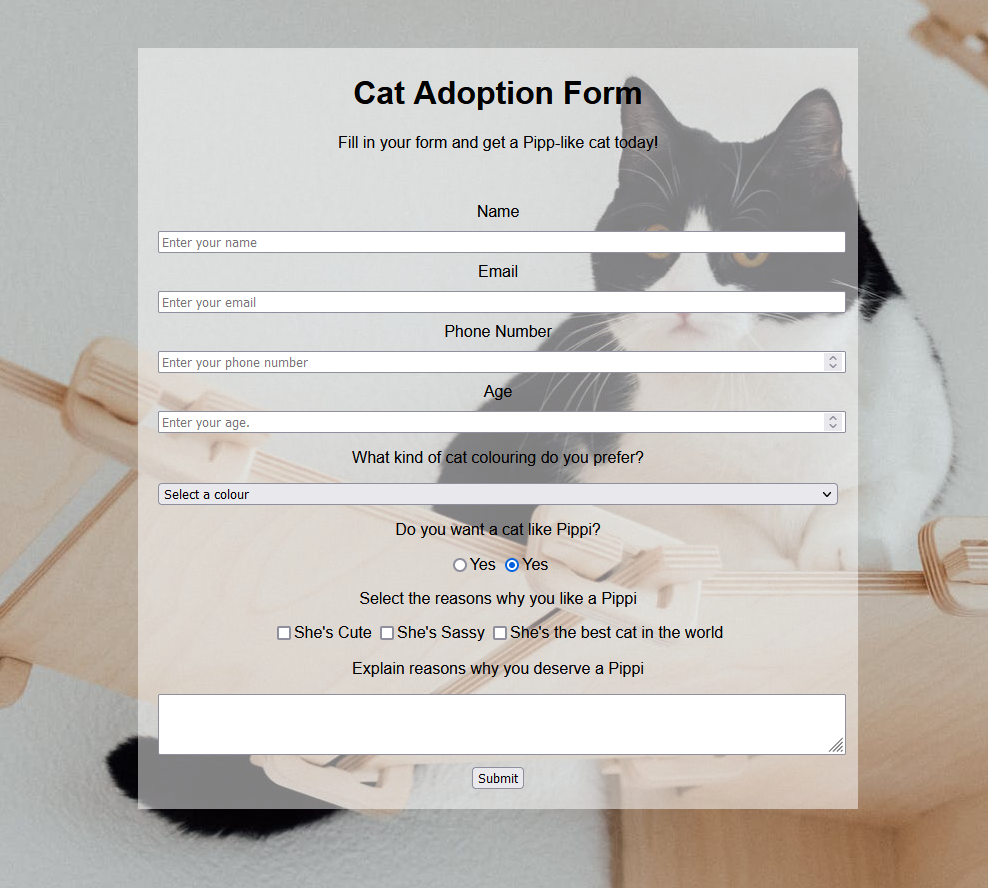 Cat Adoption Form
Fill in your form and get a Pipp-like cat today!
Name
Enter your name
Email
Enter your email
Phone Number
Enter your phone number
Age
Enter your age.
What kind of cat colouring do you prefer?
Select a colour
Do you want a cat like Pippi?
Yes Yes
Select the reasons why you like a Pippi
She's Cute She's Sassy She's the best cat in the world
Explain reasons why you deserve a Pippi
Submit